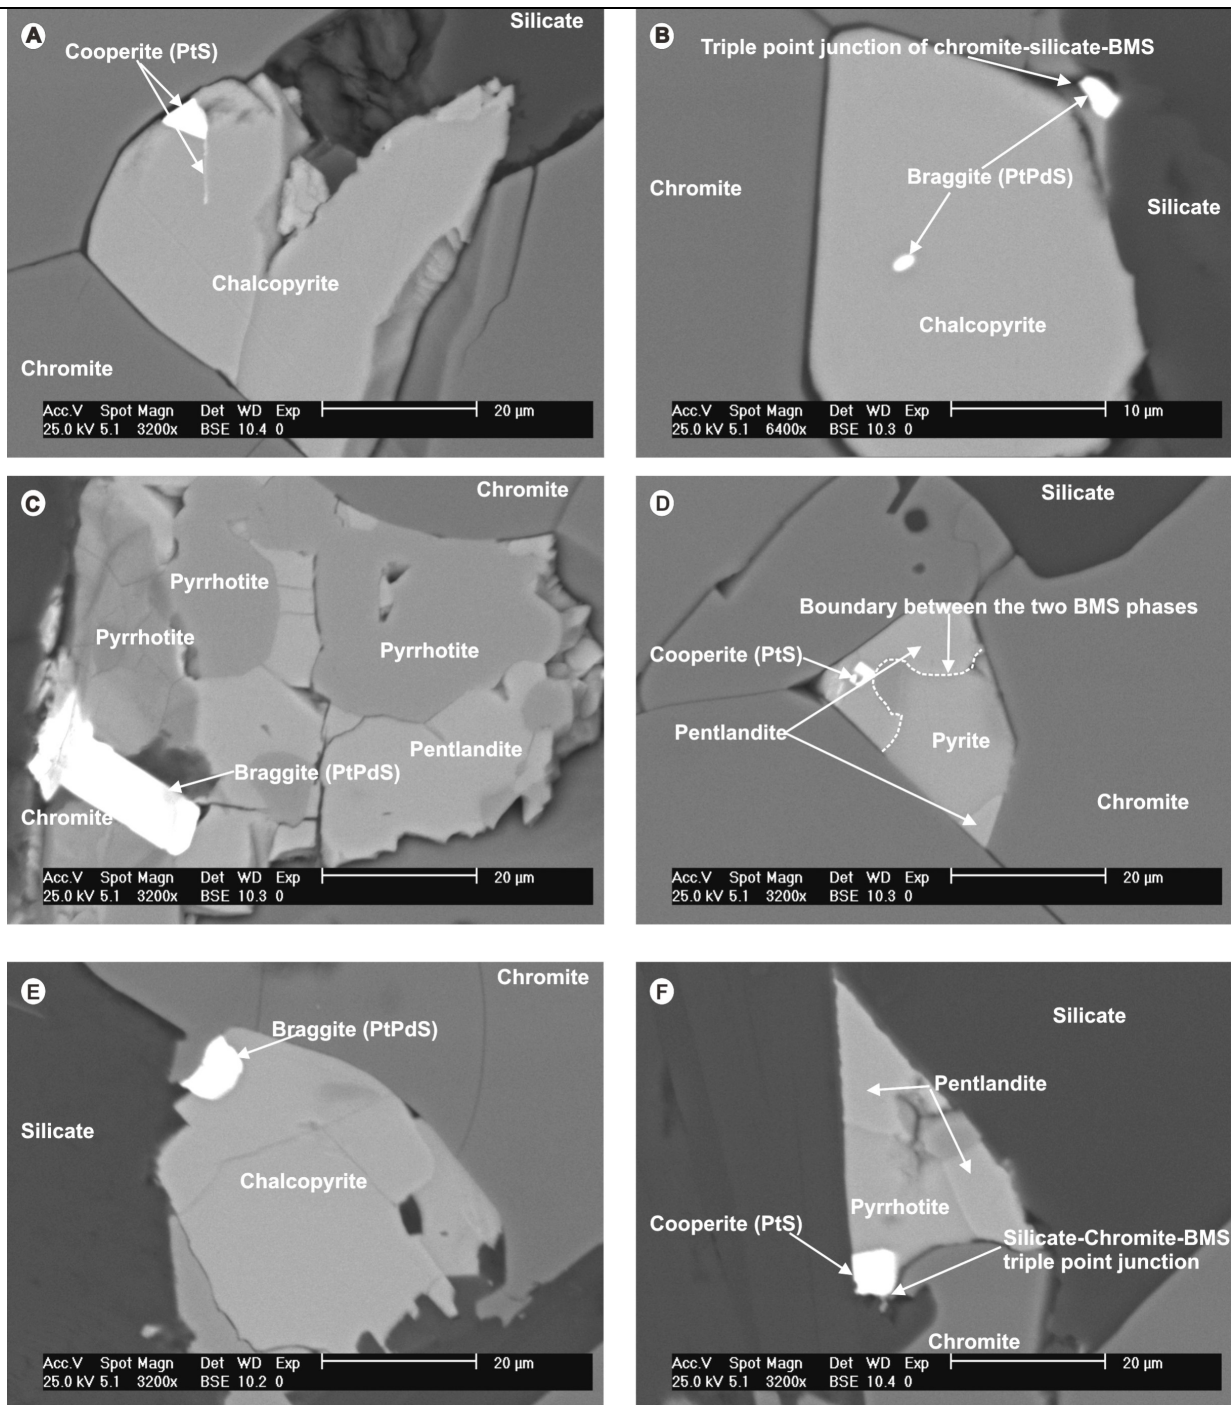 A
Silicate
Cooperite (PtS)
Chalcopyrite
Chromite
Acc.V Spot Magn Det WD Exp 20 µm
25.0 kV 5.1 3200x BSE 10.4 0
B
Triple point junction of chromite-silicate-BMS
Braggite (PtPdS)
Chromite
Silicate
Chalcopyrite
Acc.V Spot Magn Det WD Exp 10 µm
25.0 kV 5.1 6400x BSE 10.3 0
C
Chromite
Pyrrhotite
Pyrrhotite
Pyrrhotite
Pentlandite
Braggite (PtPdS)
Chromite
Acc.V Spot Magn Det WD Exp 20 µm
25.0 kV 5.1 3200x BSE 10.3 0
D
Silicate
Boundary between the two BMS phases
Cooperite (PtS)
Pentlandite
Pyrite
Chromite
Acc.V Spot Magn Det WD Exp 20 µm
25.0 kV 5.1 3200x BSE 10.3 0
E
Chromite
Braggite (PtPdS)
Silicate
Chalcopyrite
Acc.V Spot Magn Det WD Exp 20 µm
25.0 kV 5.1 3200x BSE 10.2 0
F
Silicate
Pentlandite
Pyrrhotite
Cooperite (PtS)
Silicate-Chromite-BMS
triple point junction
Chromite
Acc.V Spot Magn Det WD Exp 20 µm
25.0 kV 5.1 3200x BSE 10.4 0